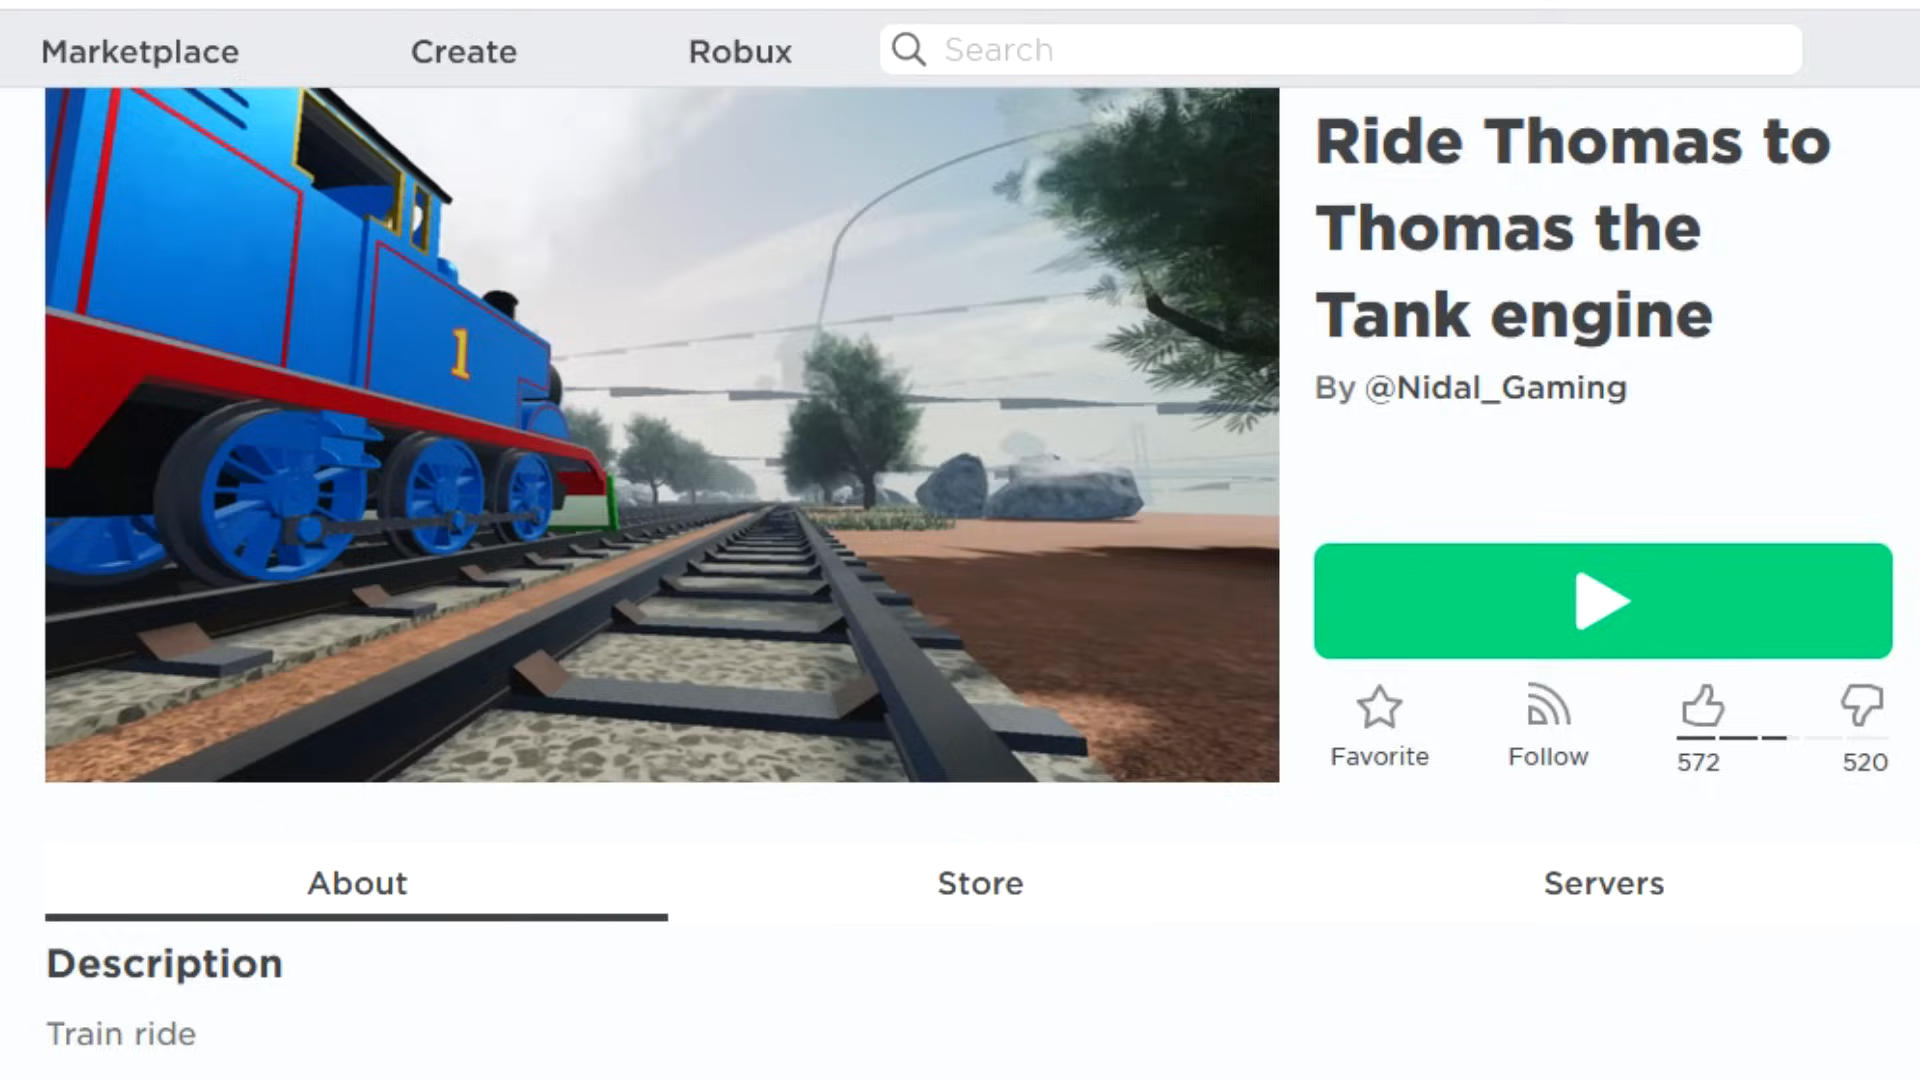 Marketplace Create Robux Search
Ride Thomas to
Thomas the
Tank engine
By @Nidal_Gaming
1
Favorite Follow 572 520
About Store Servers
Description
Train ride